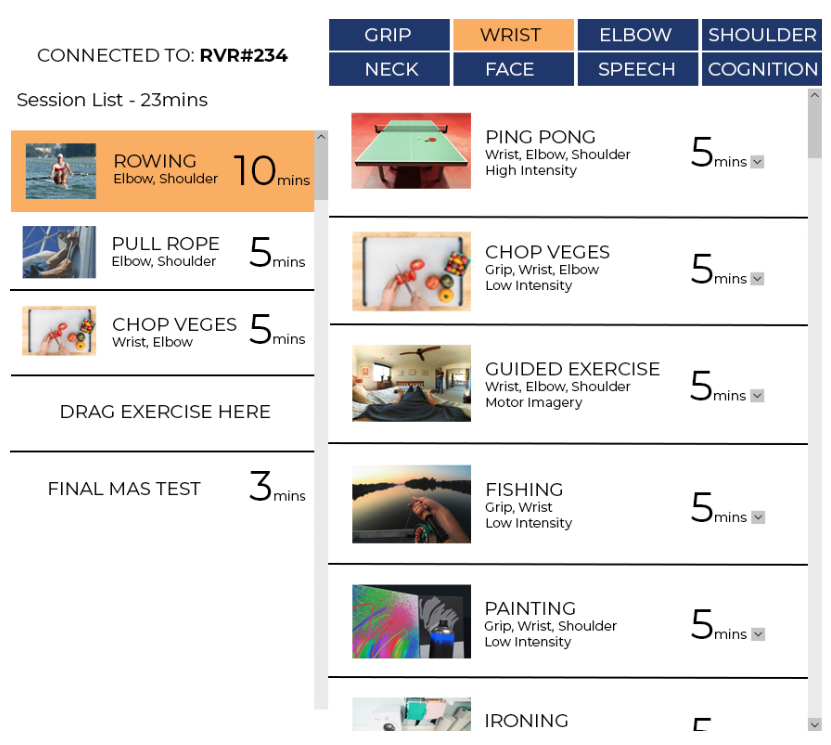 CONNECTED TO: RVR#234
Session List - 23mins
ROWING
Elbow, Shoulder
10mins
PULL ROPE
Elbow, Shoulder
5mins
CHOP VEGES
Wrist, Elbow
5mins
DRAG EXERCISE HERE
FINAL MAS TEST
3mins
GRIP WRIST ELBOW SHOULDER
NECK FACE SPEECH COGNITION
PING PONG
Wrist, Elbow, Shoulder
High Intensity
5mins
CHOP VEGES
Grip, Wrist, Elbow
Low Intensity
5mins
GUIDED EXERCISE
Wrist, Elbow, Shoulder
Motor Imagery
5mins
FISHING
Grip, Wrist
Low Intensity
5mins
PAINTING
Grip, Wrist, Shoulder
Low Intensity
5mins
IRONING